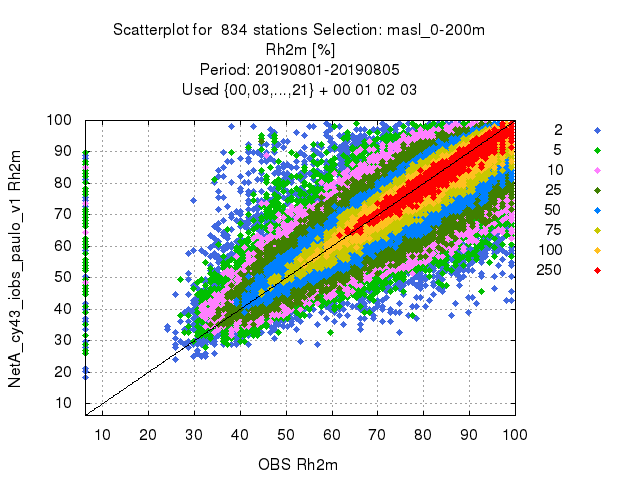 Scatterplot for  834 stations Selection: masl_0-200m
Rh2m [%]
Period: 20190801-20190805
Used {00,03,...,21} + 00 01 02 03
100
90
80
70
60
50
40
30
20
10
NetA_cy43_iobs_paulo_v1 Rh2m
10 20 30 40 50 60 70 80 90 100
OBS Rh2m
2
5
10
25
50
75
100
250